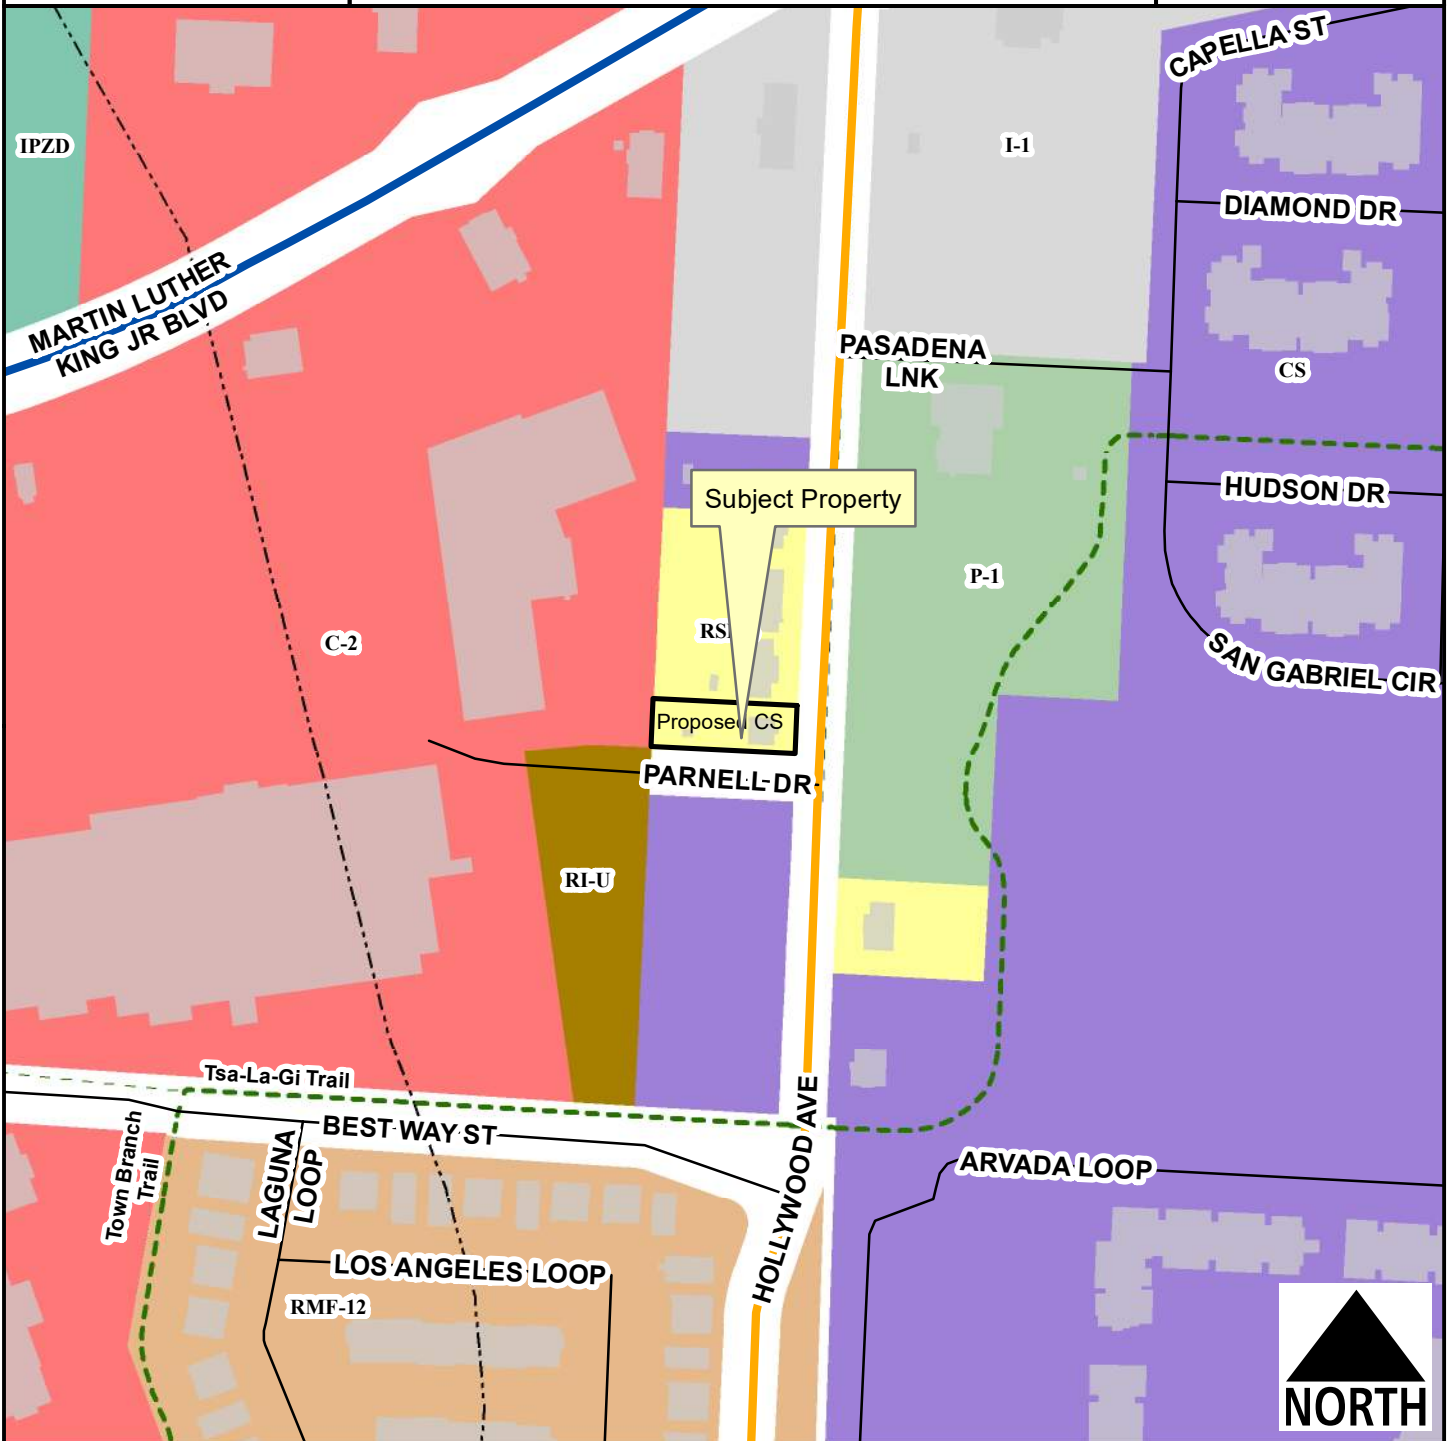 CAPELLA ST
IPZD
I-1
DIAMOND DR
MARTIN LUTHER
KING JR BLVD
PASADENA
LNK
CS
HUDSON DR
Subject Property
P-1
C-2
SAN GABRIEL CIR
Proposed CS
PARNELL DR
RI-U
Tsa-La-Gi Trail
BEST WAY ST
HOLLYWOOD AVE
Town Branch
Trail
LAGUNA
LOOP
ARVADA LOOP
LOS ANGELES LOOP
RMF-12
NORTH